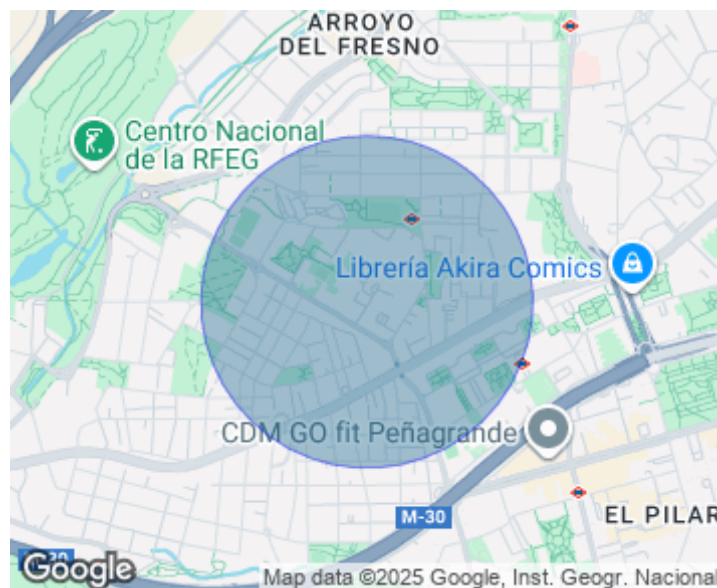 ARROYO
DEL FRESNO
Centro Nacional
de la RFEG
Librería Akira Comics
CDM GO fit Peñagrande
M-30
EL PILAR
M-30
Google
Map data ©2025 Google, Inst. Geogr. Nacional